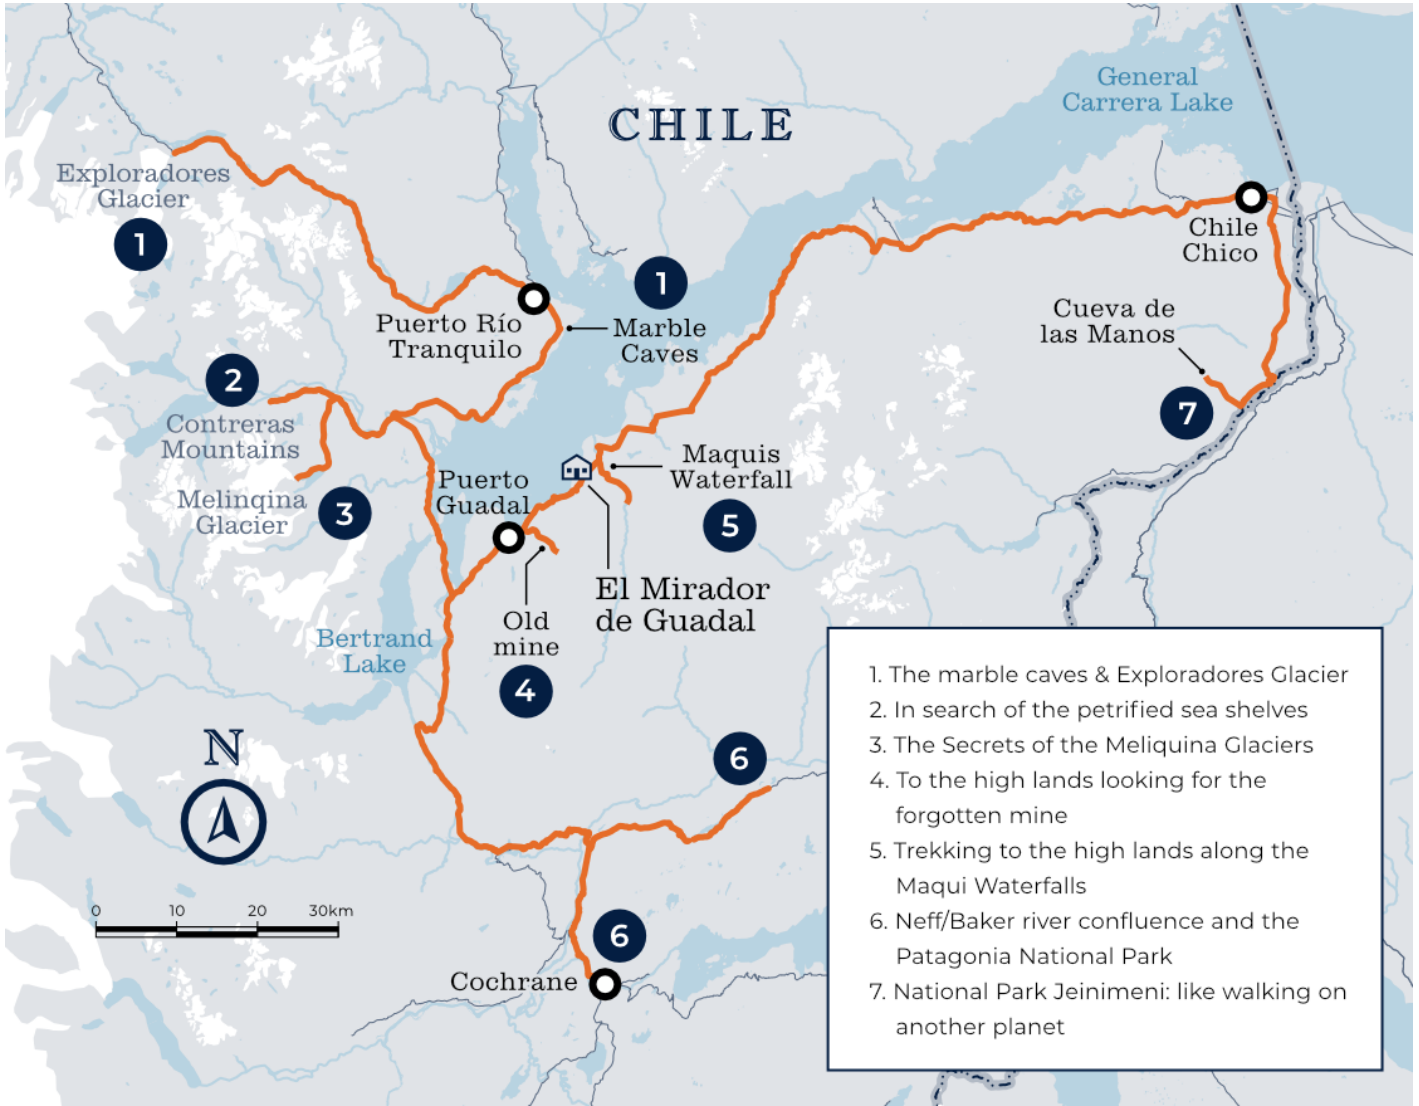 General
Carrera Lake
CHILE
Exploradores
Glacier
1
Chile
Chico
1
Cueva de
las Manos
Puerto Río
Tranquilo
Marble
Caves
2
7
Contreras
Mountains
Maquis
Waterfall
Puerto
Guadal
Melinqina
Glacier
3
5
El Mirador
de Guadal
Old
mine
4
Bertrand
Lake
N
6
0 10 20 30km
6
Cochrane
1. The marble caves & Exploradores Glacier
2. In search of the petrified sea shelves
3. The Secrets of the Meliquina Glaciers
4. To the high lands looking for the
forgotten mine
5. Trekking to the high lands along the
Maqui Waterfalls
6. Neff/Baker river confluence and the
Patagonia National Park
7. National Park Jeinimeni: like walking on
another planet